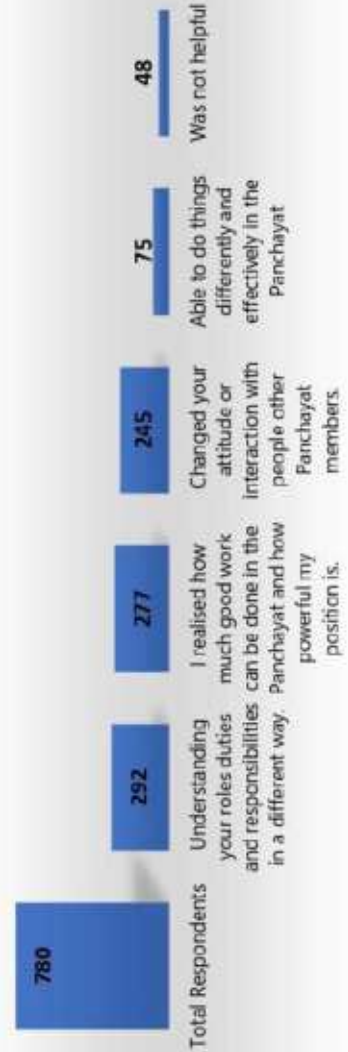 780
292
277
245
75
48
Total Respondents
Understanding
your roles duties
and responsibilities
in a different way.
I realised how
much good work
can be done in the
Panchayat and how
powerful my
position is.
Changed your
attitude or
interaction with
people other
Panchayat
members.
Able to do things
differently and
effectively in the
Panchayat
Was not helpful